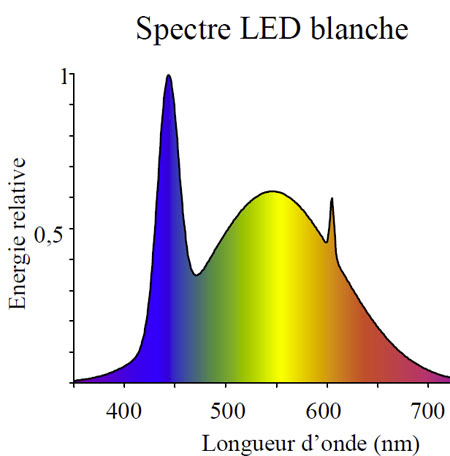 Spectre LED blanche
1
Energie relative
0,5
400 500 600 700
Longueur d’onde (nm)